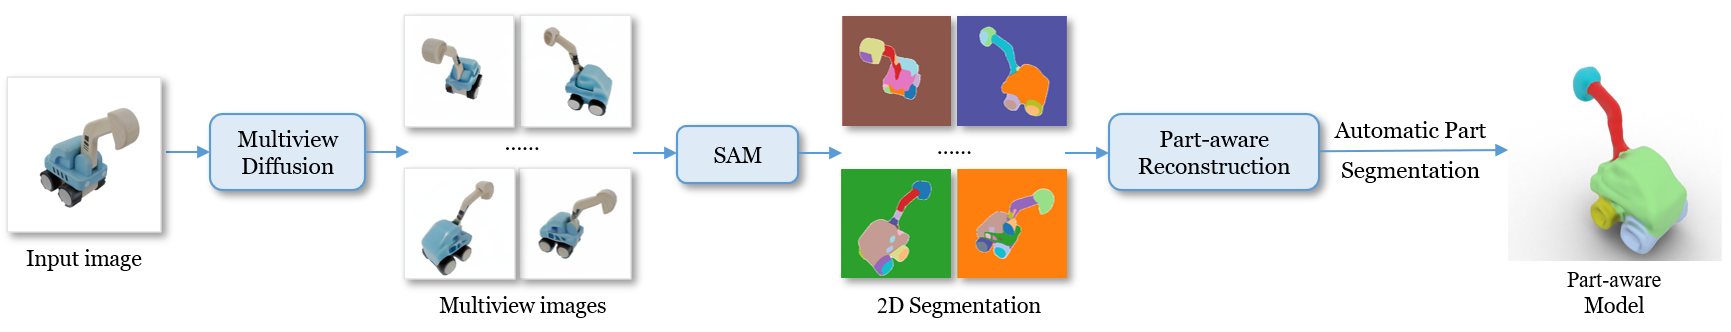 Input image
Multiview
Diffusion
......
Multiview images
SAM
......
2D Segmentation
Part-aware
Reconstruction
Automatic Part
Segmentation
Part-aware
Model